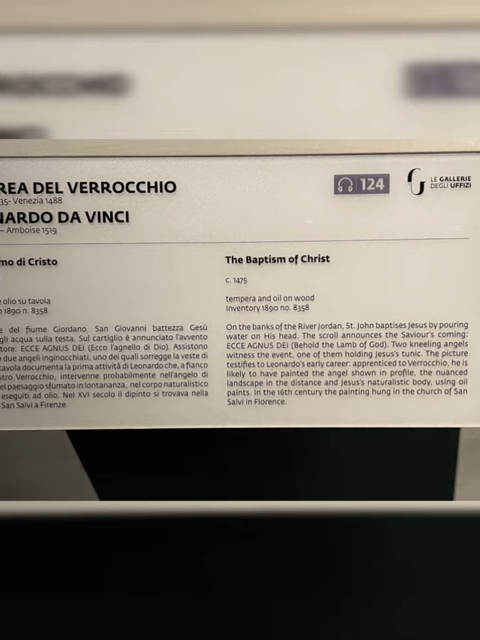 REA DEL VERROCCHIO
35- Venezia 1488
124
LE GALLERIE
DEGLI UFFIZI
NARDO DA VINCI
– Amboise 1519
mo di Cristo
The Baptism of Christ
c. 1475
e olio su tavola
o 1890 n. 8358
tempera and oil on wood
Inventory 1890 no. 8358
e del fiume Giordano, San Giovanni battezza Gesù
gli acqua sulla testa. Sul cartiglio è annunciato l'avvento
tore: ECCE AGNUS DEI (Ecco l'agnello di Dio). Assistono
due angeli inginocchiati, uno dei quali sorregge la veste di
tavola documenta la prima attività di Leonardo che, a fianco
stro Verrocchio, intervenne probabilmente nell'angelo di
el paesaggio sfumato in lontananza, nel corpo naturalistico
eseguiti ad olio. Nel XVI secolo il dipinto si trovava nella
San Salvi a Firenze.
On the banks of the River Jordan, St. John baptises Jesus by pouring
water on His head. The scroll announces the Saviour's coming:
ECCE AGNUS DEI (Behold the Lamb of God). Two kneeling angels
witness the event, one of them holding Jesus's tunic. The picture
testifies to Leonardo's early career: apprenticed to Verrocchio, he is
likely to have painted the angel shown in profile, the nuanced
landscape in the distance and Jesus's naturalistic body, using oil
paints. In the 16th century the painting hung in the church of San
Salvi in Florence.